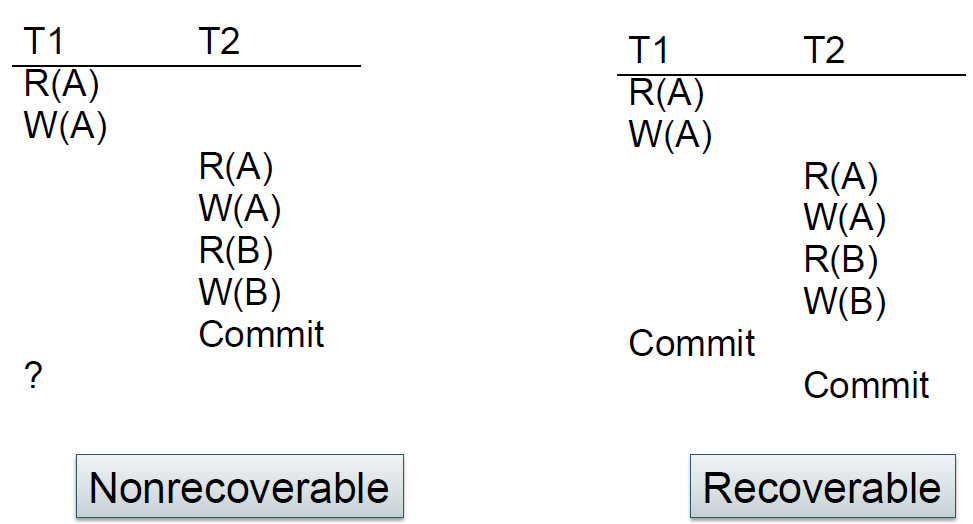 T1 T2
R(A)
W(A)
R(A)
W(A)
R(B)
W(B)
Commit
?
Nonrecoverable
T1 T2
R(A)
W(A)
R(A)
W(A)
R(B)
W(B)
Commit
Commit
Recoverable